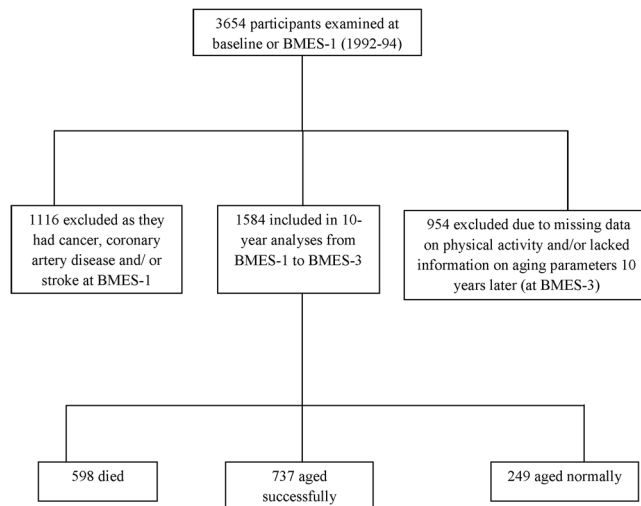 3654 participants examined at
baseline or BMES-1 (1992-94)
1116 excluded as they
had cancer, coronary
artery disease and/ or
stroke at BMES-1
1584 included in 10-
year analyses from
BMES-1 to BMES-3
954 excluded due to missing data
on physical activity and/or lacked
information on aging parameters 10
years later (at BMES-3)
598 died
737 aged
successfully
249 aged normally